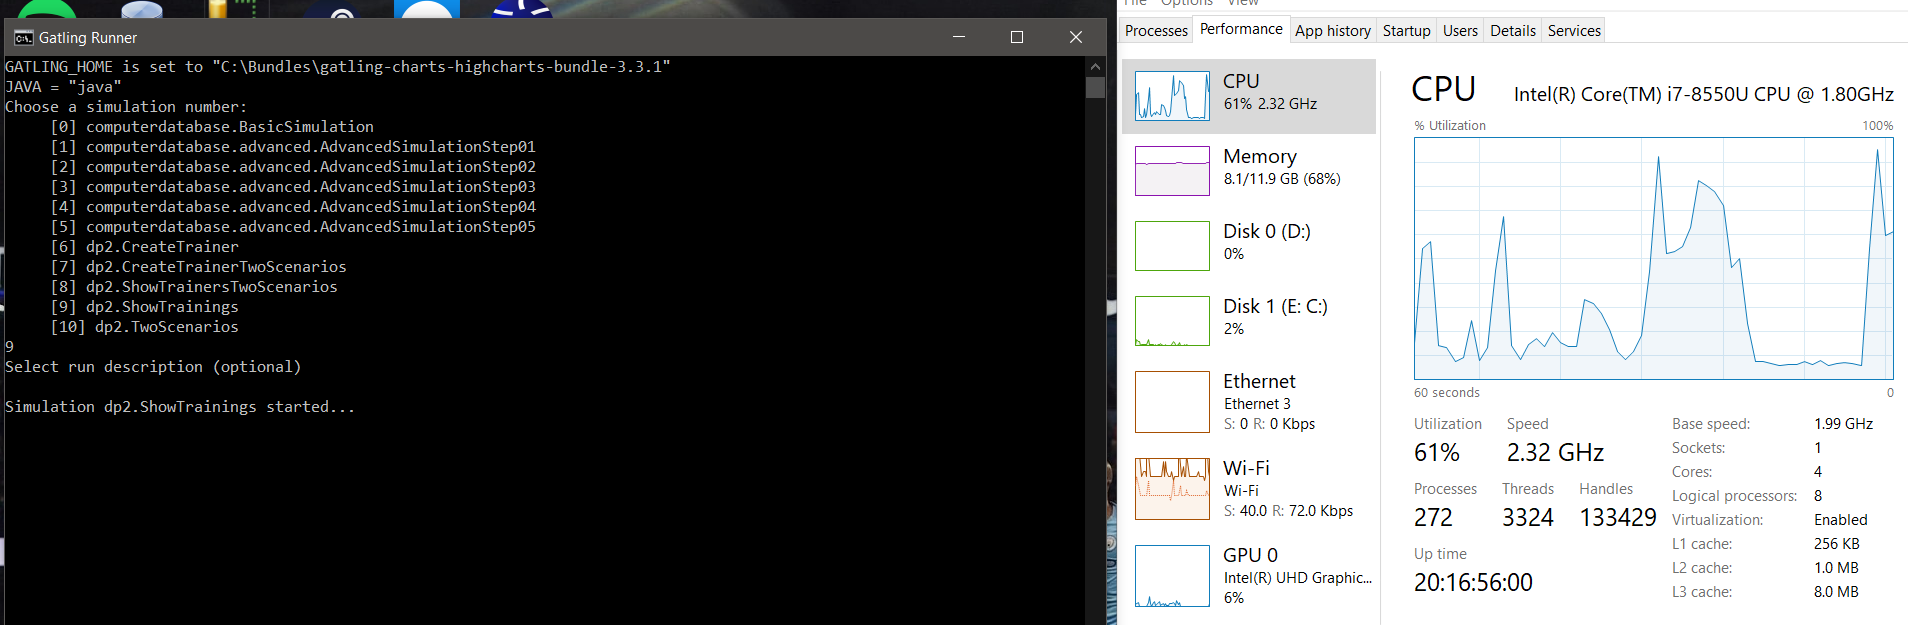 Gatling Runner
GATLING_HOME is set to "C:\Bundles\gatling-charts-highcharts-bundle-3.3.1"
JAVA = "java"
Choose a simulation number:
[0] computerdatabase.BasicSimulation
[1] computerdatabase.advanced.AdvancedSimulationStep01
[2] computerdatabase.advanced.AdvancedSimulationStep02
[3] computerdatabase.advanced.AdvancedSimulationStep03
[4] computerdatabase.advanced.AdvancedSimulationStep04
[5] computerdatabase.advanced.AdvancedSimulationStep05
[6] dp2.CreateTrainer
[7] dp2.CreateTrainerTwoScenarios
[8] dp2.ShowTrainersTwoScenarios
[9] dp2.ShowTrainings
[10] dp2.TwoScenarios
9
Select run description (optional)
Simulation dp2.ShowTrainings started...
File Options View
Processes Performance App history Startup Users Details Services
CPU
61% 2.32 GHz
Memory
8.1/11.9 GB (68%)
Disk 0 (D:)
0%
Disk 1 (E: C:)
2%
Ethernet
Ethernet 3
S: 0 R: 0 Kbps
Wi-Fi
Wi-Fi
S: 40.0 R: 72.0 Kbps
GPU 0
Intel(R) UHD Graphic...
6%
CPU Intel(R) Core(TM) i7-8550U CPU @ 1.80GHz
% Utilization 100%
60 seconds 0
Utilization Speed
61% 2.32 GHz
Processes Threads Handles
272 3324 133429
Up time
20:16:56:00
Base speed: 1.99 GHz
Sockets: 1
Cores: 4
Logical processors: 8
Virtualization: Enabled
L1 cache: 256 KB
L2 cache: 1.0 MB
L3 cache: 8.0 MB